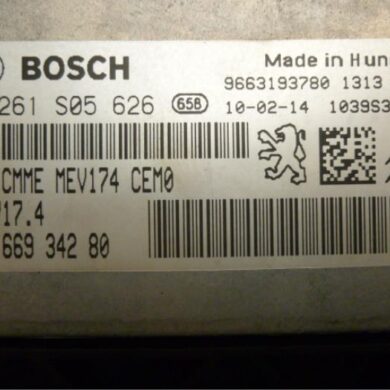 BOSCH
Made in Hun
9663193780 1313
261 S05 626 65B 10-02-14 1039S3
CMME MEV174 CEM0
17.4
669 342 80